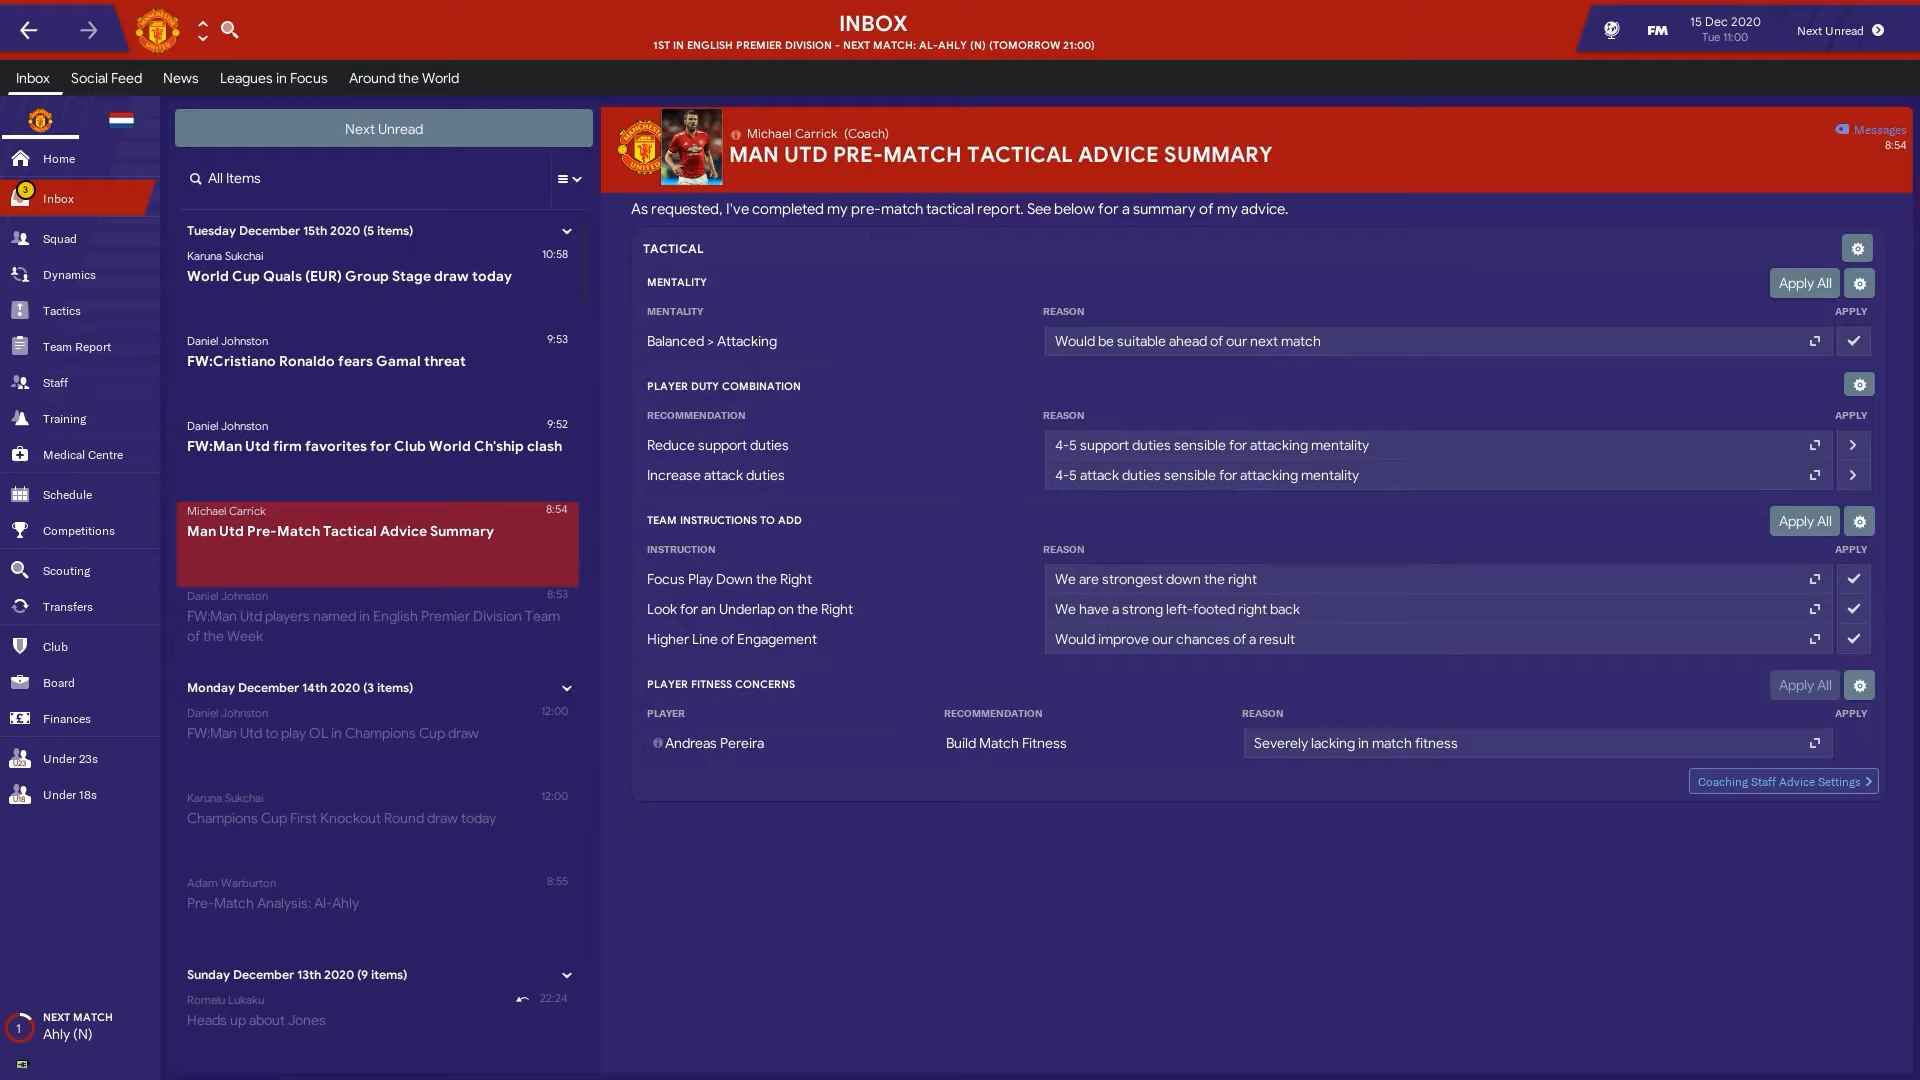 INBOX
1ST IN ENGLISH PREMIER DIVISION - NEXT MATCH: AL-AHLY (N) (TOMORROW 21:00)
FM
15 Dec 2020
Tue 11:00
Next Unread
Inbox Social Feed News Leagues in Focus Around the World
Home
3
Inbox
Squad
Dynamics
Tactics
Team Report
Staff
Training
Medical Centre
Schedule
Competitions
Scouting
Transfers
Club
Board
Finances
U23
Under 23s
U18
Under 18s
1
NEXT MATCH
Ahly (N)
Next Unread
All Items
Tuesday December 15th 2020 (5 items)
Karuna Sukchai 10:58
World Cup Quals (EUR) Group Stage draw today
Daniel Johnston 9:53
FW:Cristiano Ronaldo fears Gamal threat
Daniel Johnston 9:52
FW:Man Utd firm favorites for Club World Ch'ship clash
Michael Carrick 8:54
Man Utd Pre-Match Tactical Advice Summary
Daniel Johnston 8:53
FW:Man Utd players named in English Premier Division Team
of the Week
Monday December 14th 2020 (3 items)
Daniel Johnston 12:00
FW:Man Utd to play OL in Champions Cup draw
Karuna Sukchai 12:00
Champions Cup First Knockout Round draw today
Adam Warburton 8:55
Pre-Match Analysis: Al-Ahly
Sunday December 13th 2020 (9 items)
Romelu Lukaku 22:24
Heads up about Jones
MANCHESTER UNITED
Michael Carrick (Coach)
MAN UTD PRE-MATCH TACTICAL ADVICE SUMMARY
Messages
8:54
As requested, I've completed my pre-match tactical report. See below for a summary of my advice.
TACTICAL
MENTALITY Apply All
MENTALITY REASON APPLY
Balanced > Attacking Would be suitable ahead of our next match
PLAYER DUTY COMBINATION
RECOMMENDATION REASON APPLY
Reduce support duties 4-5 support duties sensible for attacking mentality
Increase attack duties 4-5 attack duties sensible for attacking mentality
TEAM INSTRUCTIONS TO ADD Apply All
INSTRUCTION REASON APPLY
Focus Play Down the Right We are strongest down the right
Look for an Underlap on the Right We have a strong left-footed right back
Higher Line of Engagement Would improve our chances of a result
PLAYER FITNESS CONCERNS Apply All
PLAYER RECOMMENDATION REASON APPLY
Andreas Pereira Build Match Fitness Severely lacking in match fitness
Coaching Staff Advice Settings